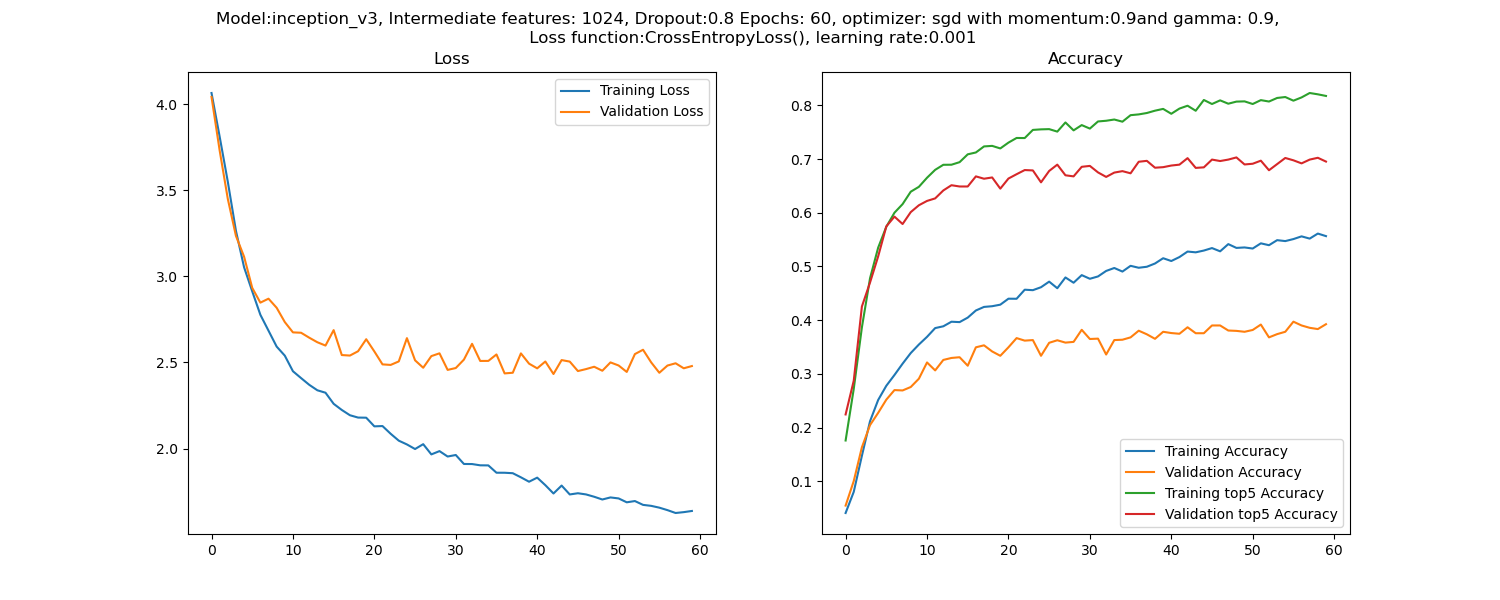 Model:inception_v3, Intermediate features: 1024, Dropout:0.8 Epochs: 60, optimizer: sgd with momentum:0.9and gamma: 0.9,
Loss function:CrossEntropyLoss(), learning rate:0.001
Loss
Training Loss
Validation Loss
4.0
3.5
3.0
2.5
2.0
0 10 20 30 40 50 60
Accuracy
0.8
0.7
0.6
0.5
0.4
0.3
0.2
0.1
Training Accuracy
Validation Accuracy
Training top5 Accuracy
Validation top5 Accuracy
0 10 20 30 40 50 60